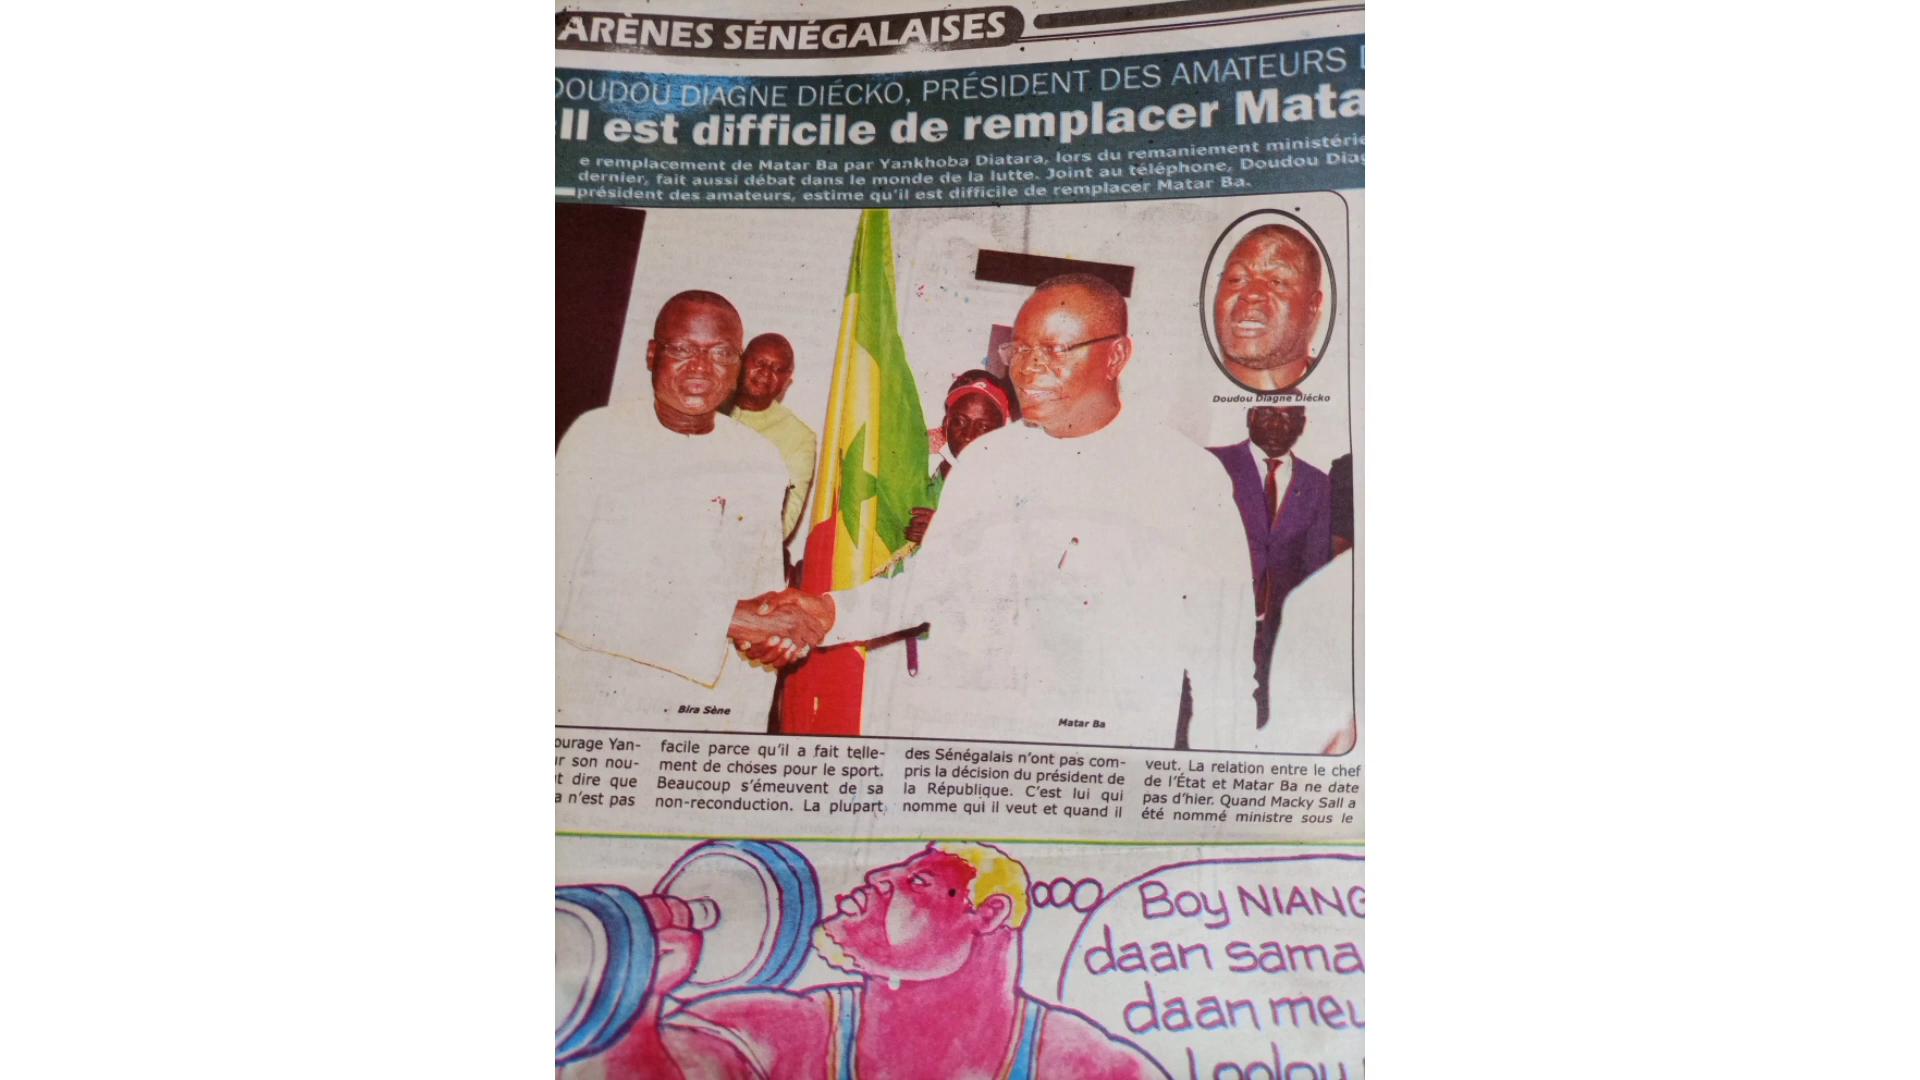 ARÈNES SÉNÉGALAISES
DOUDOU DIAGNE DIÉCKO, PRÉSIDENT DES AMATEURS
Il est difficile de remplacer Mata
e remplacement de Matar Ba par Yankhoba Diatara, lors du remaniement ministérie
dernier, fait aussi débat dans le monde de la lutte. Joint au téléphone, Doudou Diag
président des amateurs, estime qu'il est difficile de remplacer Matar Ba.
Doudou Diagne Diécko
Bira Sène
Matar Ba
ourage Yan-
r son nou-
t dire que
a n'est pas
facile parce qu'il a fait telle-
ment de choses pour le sport.
Beaucoup s'émeuvent de sa
non-reconduction. La plupart
des Sénégalais n'ont pas com-
pris la décision du président de
la République. C'est lui qui
nomme qui il veut et quand il
veut. La relation entre le chef
de l'État et Matar Ba ne date
pas d'hier. Quand Macky Sall a
été nommé ministre sous le
Boy NIANG
daan sama
daan meu
Loolou